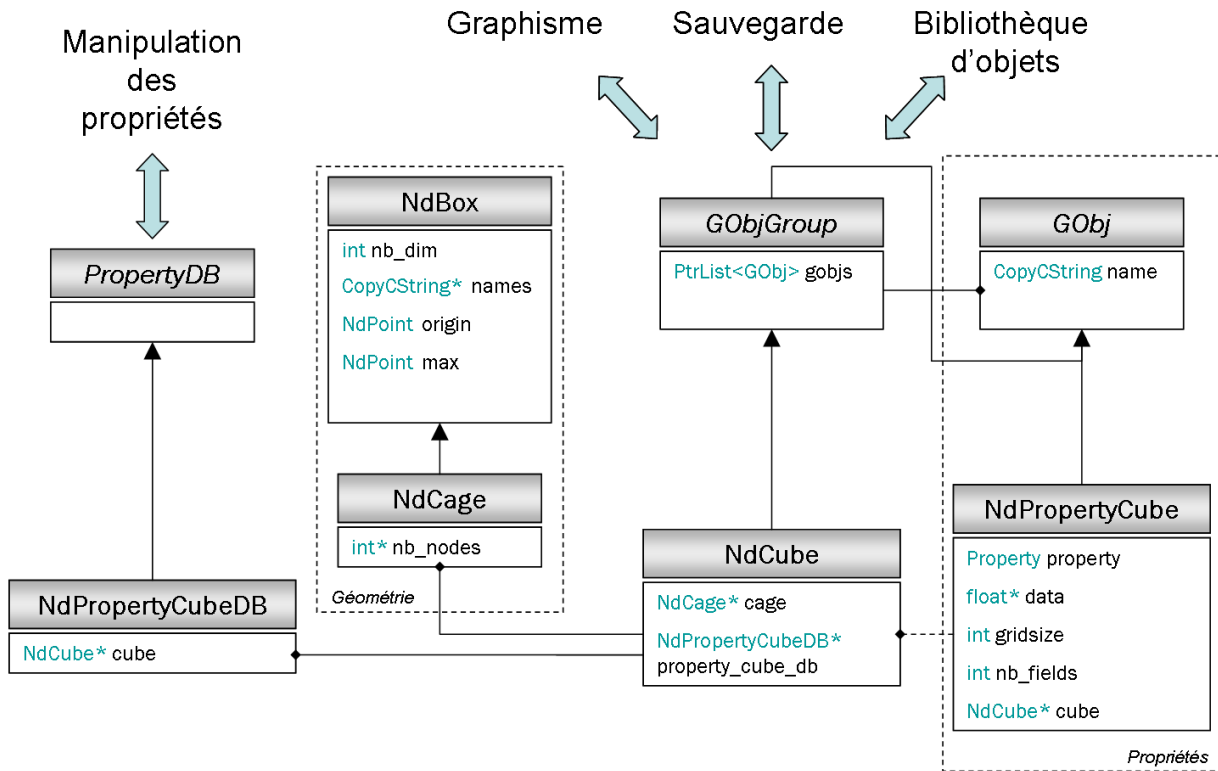 Manipulation
des
propriétés
Graphisme
Sauvegarde
Bibliothèque
d'objets
PropertyDB
NdBox
int nb_dim
CopyCString* names
NdPoint origin
NdPoint max
GObjGroup
PtrList<GObj> gobjs
GObj
CopyCString name
NdCage
int* nb_nodes
Géométrie
NdPropertyCubeDB
NdCube* cube
NdCube
NdCage* cage
NdPropertyCubeDB*
property_cube_db
NdPropertyCube
Property property
float* data
int gridsize
int nb_fields
NdCube* cube
Propriétés